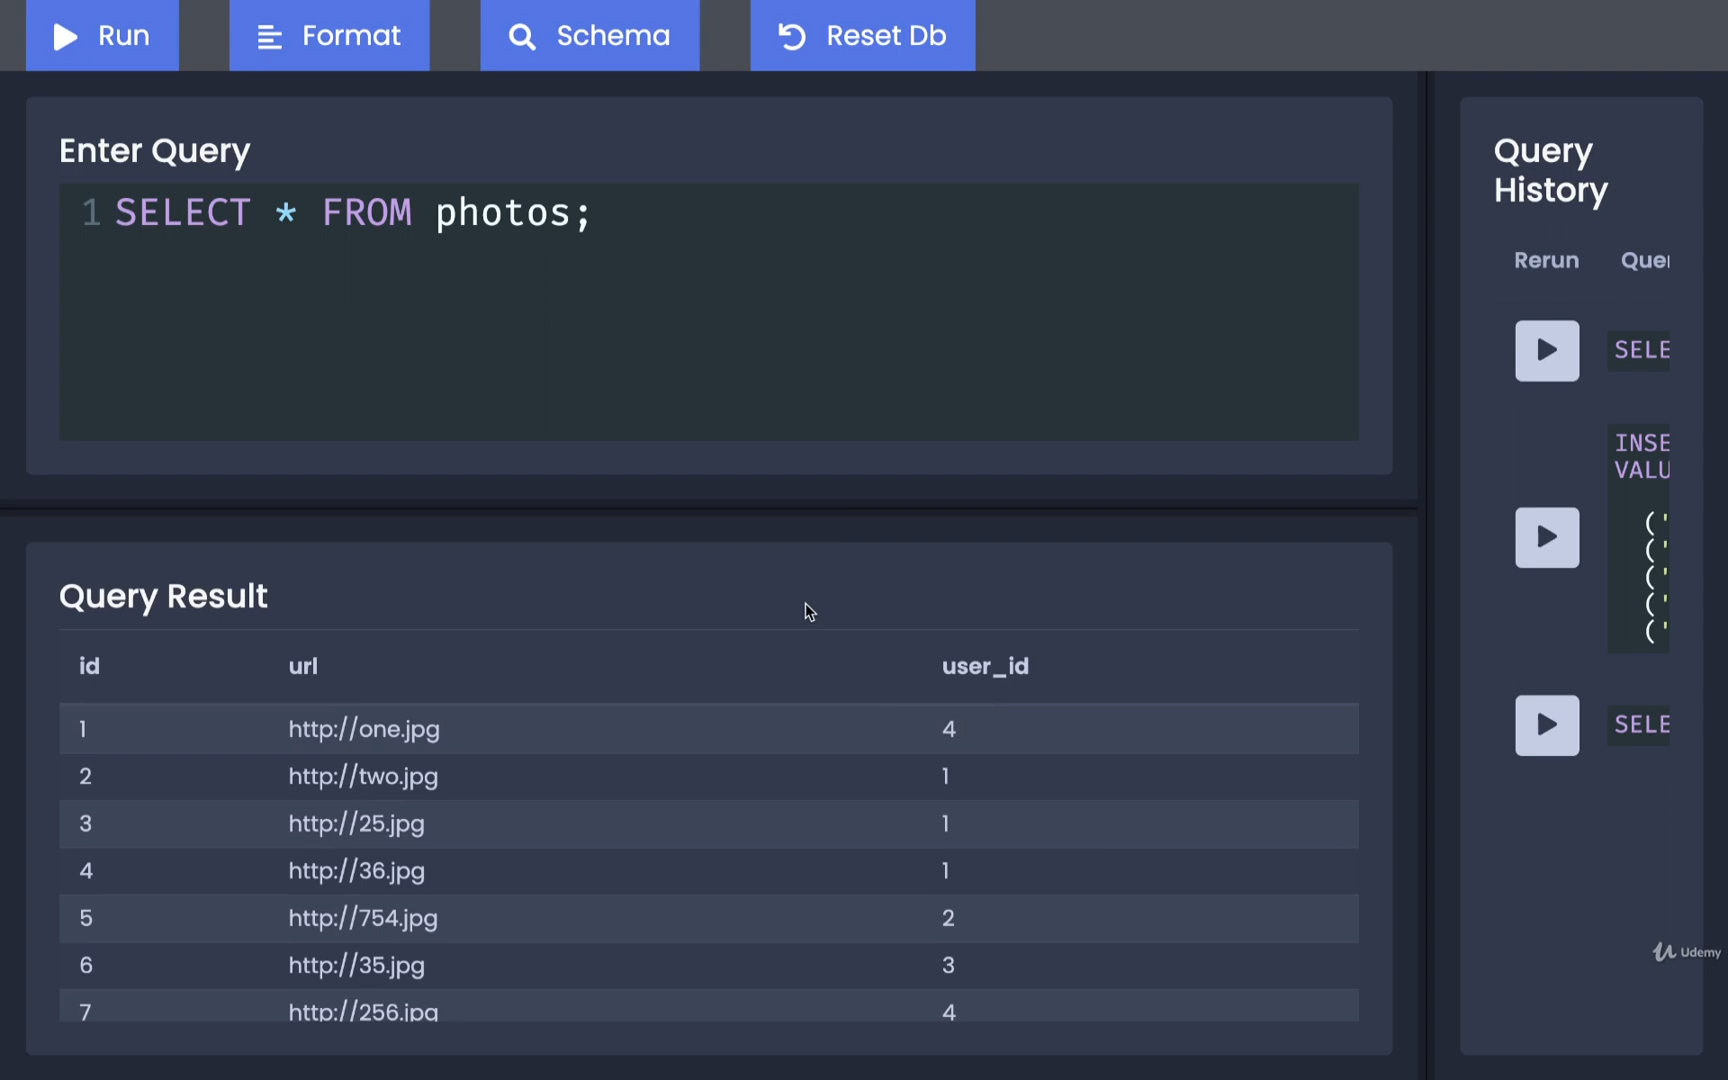 Run Format Schema Reset Db
Enter Query
1 SELECT * FROM photos;
Query Result
id url user_id
1 http://one.jpg 4
2 http://two.jpg 1
3 http://25.jpg 1
4 http://36.jpg 1
5 http://754.jpg 2
6 http://35.jpg 3
7 http://256.jpg 4
Query
History
Rerun Quer
SELE
INSE
VALU
('
('
('
('
('
SELE
Udemy